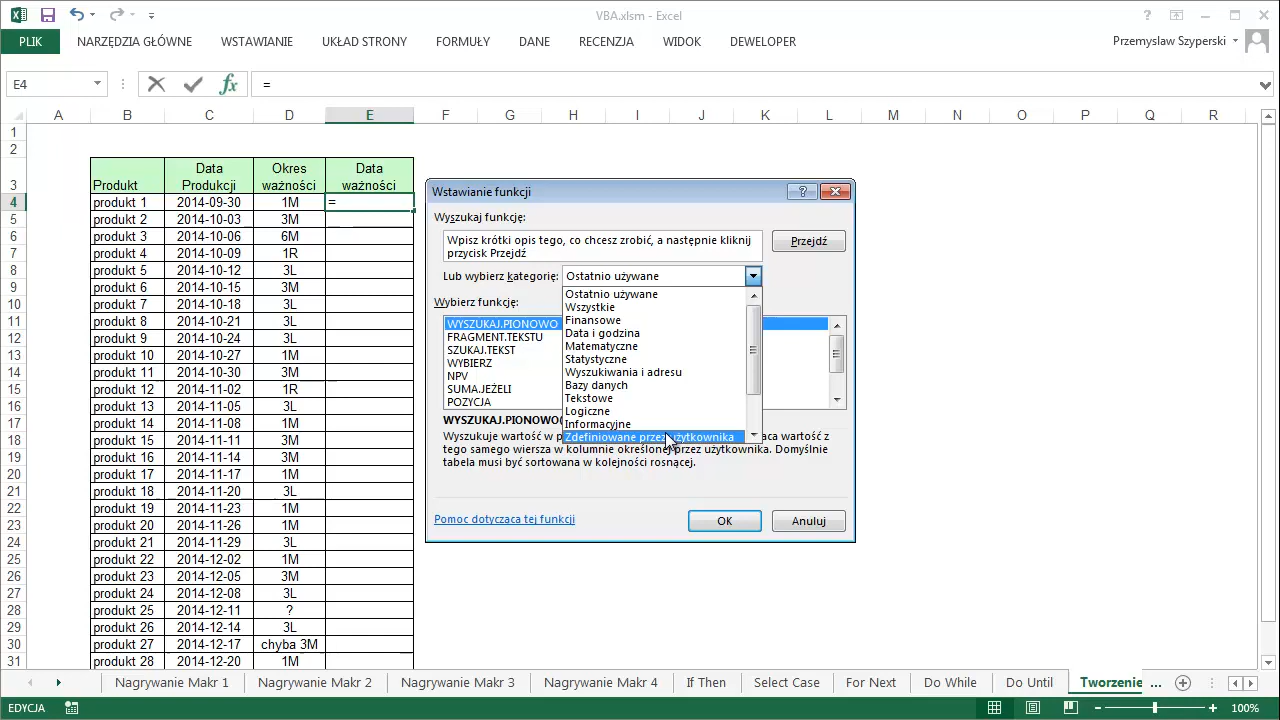 VBA.xlsm - Excel
PLIK NARZĘDZIA GŁÓWNE WSTAWIANIE UKŁAD STRONY FORMUŁY DANE RECENZJA WIDOK DEWELOPER Przemyslaw Szyperski
E4 fx =
A B C D E F G H I J K L M N O P Q R
1
2
3 Produkt Data Produkcji Okres ważności Data ważności
4 produkt 1 2014-09-30 1M =
5 produkt 2 2014-10-03 3M
6 produkt 3 2014-10-06 6M
7 produkt 4 2014-10-09 1R
8 produkt 5 2014-10-12 3L
9 produkt 6 2014-10-15 3M
10 produkt 7 2014-10-18 3L
11 produkt 8 2014-10-21 3L
12 produkt 9 2014-10-24 3L
13 produkt 10 2014-10-27 1M
14 produkt 11 2014-10-30 3M
15 produkt 12 2014-11-02 1R
16 produkt 13 2014-11-05 3L
17 produkt 14 2014-11-08 1M
18 produkt 15 2014-11-11 3M
19 produkt 16 2014-11-14 3M
20 produkt 17 2014-11-17 1M
21 produkt 18 2014-11-20 3L
22 produkt 19 2014-11-23 1M
23 produkt 20 2014-11-26 1M
24 produkt 21 2014-11-29 3L
25 produkt 22 2014-12-02 1M
26 produkt 23 2014-12-05 3M
27 produkt 24 2014-12-08 3L
28 produkt 25 2014-12-11 ?
29 produkt 26 2014-12-14 3L
30 produkt 27 2014-12-17 chyba 3M
31 produkt 28 2014-12-20 1M
Wstawianie funkcji
Wyszukaj funkcję:
Wpisz krótki opis tego, co chcesz zrobić, a następnie kliknij
przycisk Przejdź
Przejdź
Lub wybierz kategorię: Ostatnio używane
Ostatnio używane
Wszystkie
Finansowe
Data i godzina
Matematyczne
Statystyczne
Wyszukiwania i adresu
Bazy danych
Tekstowe
Logiczne
Informacyjne
Zdefiniowane przez użytkownika
Wybierz funkcję:
WYSZUKAJ.PIONOWO
FRAGMENT.TEKSTU
SZUKAJ.TEKST
WYBIERZ
NPV
SUMA.JEŻELI
POZYCJA
WYSZUKAJ.PIONOWO
Wyszukuje wartość w wartość z
tego samego wiersza w kolumnie określonej przez użytkownika. Domyślnie
tabela musi być sortowana w kolejności rosnącej.
Pomoc dotycząca tej funkcji
OK Anuluj
Nagrywanie Makr 1 Nagrywanie Makr 2 Nagrywanie Makr 3 Nagrywanie Makr 4 If Then Select Case For Next Do While Do Until Tworzenie ...
EDYCJA 100%